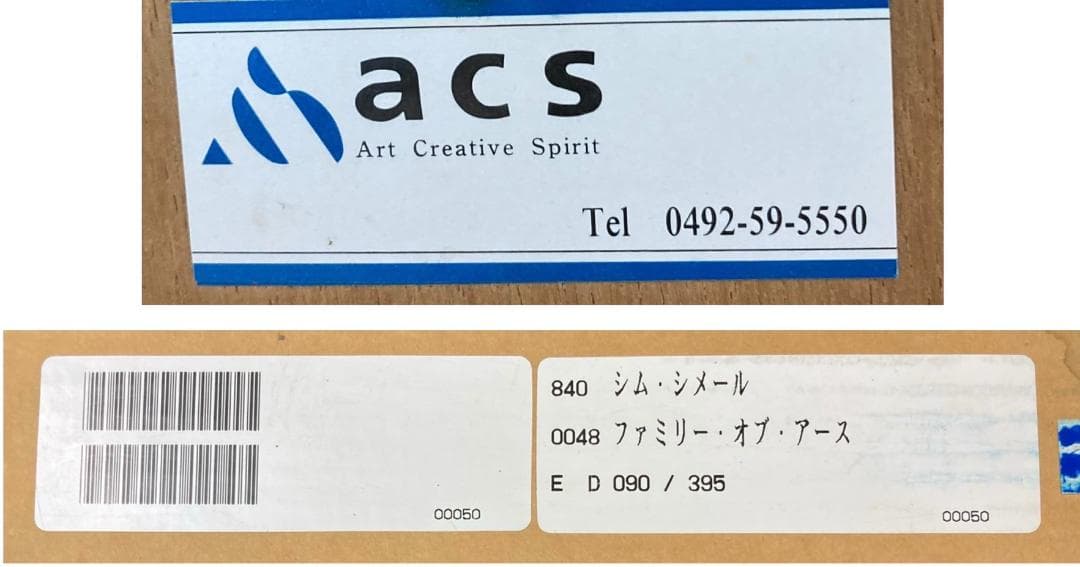 acs
Art Creative Spirit
Tel 0492-59-5550
00050
840 シム・シメール
0048 ファミリー・オブ・アース
E D 090 / 395
00050